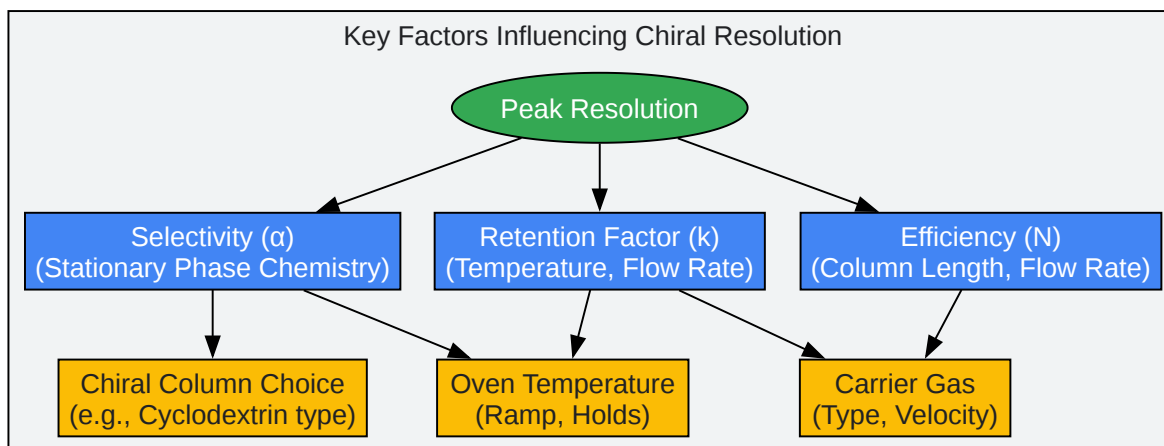 Key Factors Influencing Chiral Resolution
Peak Resolution
Selectivity (α)
(Stationary Phase Chemistry)
Retention Factor (k)
(Temperature, Flow Rate)
Efficiency (N)
(Column Length, Flow Rate)
Chiral Column Choice
(e.g., Cyclodextrin type)
Oven Temperature
(Ramp, Holds)
Carrier Gas
(Type, Velocity)